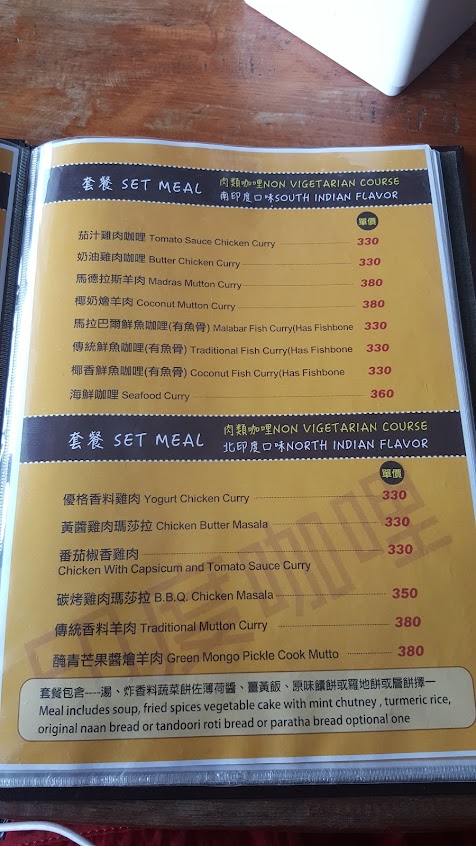 套餐 SET MEAL 肉類咖哩NON VIGETARIAN COURSE
南印度口味SOUTH INDIAN FLAVOR
單價
茄汁雞肉咖哩 Tomato Sauce Chicken Curry 330
奶油雞肉咖哩 Butter Chicken Curry 330
馬德拉斯羊肉 Madras Mutton Curry 380
椰奶燴羊肉 Coconut Mutton Curry 380
馬拉巴爾鮮魚咖哩(有魚骨) Malabar Fish Curry(Has Fishbone 330
傳統鮮魚咖哩(有魚骨) Traditional Fish Curry(Has Fishbone 330
椰香鮮魚咖哩(有魚骨) Coconut Fish Curry(Has Fishbone 330
海鮮咖哩 Seafood Curry 360
套餐 SET MEAL 肉類咖哩NON VIGETARIAN COURSE
北印度口味NORTH INDIAN FLAVOR
單價
優格香料雞肉 Yogurt Chicken Curry 330
黃醬雞肉瑪莎拉 Chicken Butter Masala 330
番茄椒香雞肉 330
Chicken With Capsicum and Tomato Sauce Curry
碳烤雞肉瑪莎拉 B.B.Q. Chicken Masala 350
傳統香料羊肉 Traditional Mutton Curry 380
醃青芒果醬燴羊肉 Green Mongo Pickle Cook Mutto 380
印度咖哩
套餐包含----湯、炸香料蔬菜餅佐薄荷醬、薑黃飯、原味饢餅或羅地餅或層餅擇一
Meal includes soup, fried spices vegetable cake with mint chutney , turmeric rice,
original naan bread or tandoori roti bread or paratha bread optional one